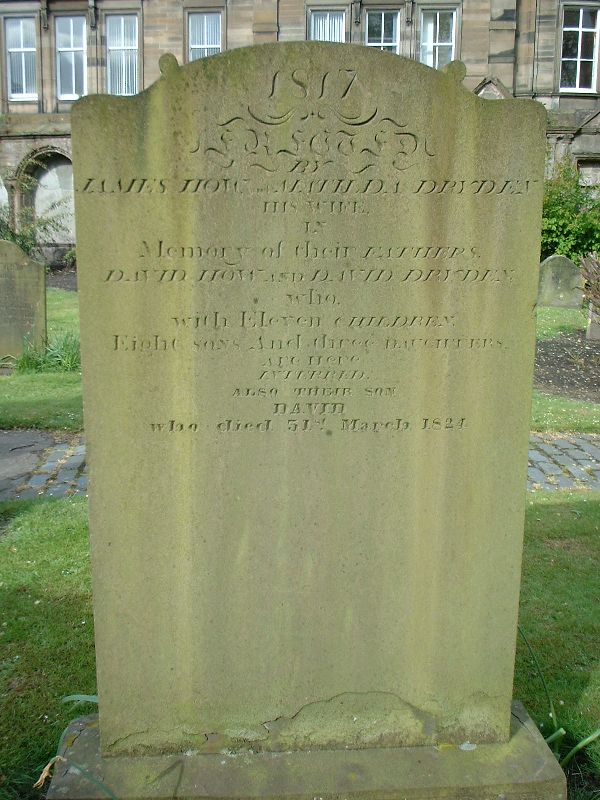 1817
ERECTED
BY
JAMES HOW and MATILDA DRYDEN
HIS WIFE,
IN
Memory of their FATHERS,
DAVID HOW AND DAVID DRYDEN,
who,
with Eleven CHILDREN,
Eight sons And three DAUGHTERS,
Are Here
INTERRED.
ALSO THEIR SON
DAVID
who died 31st March 1824